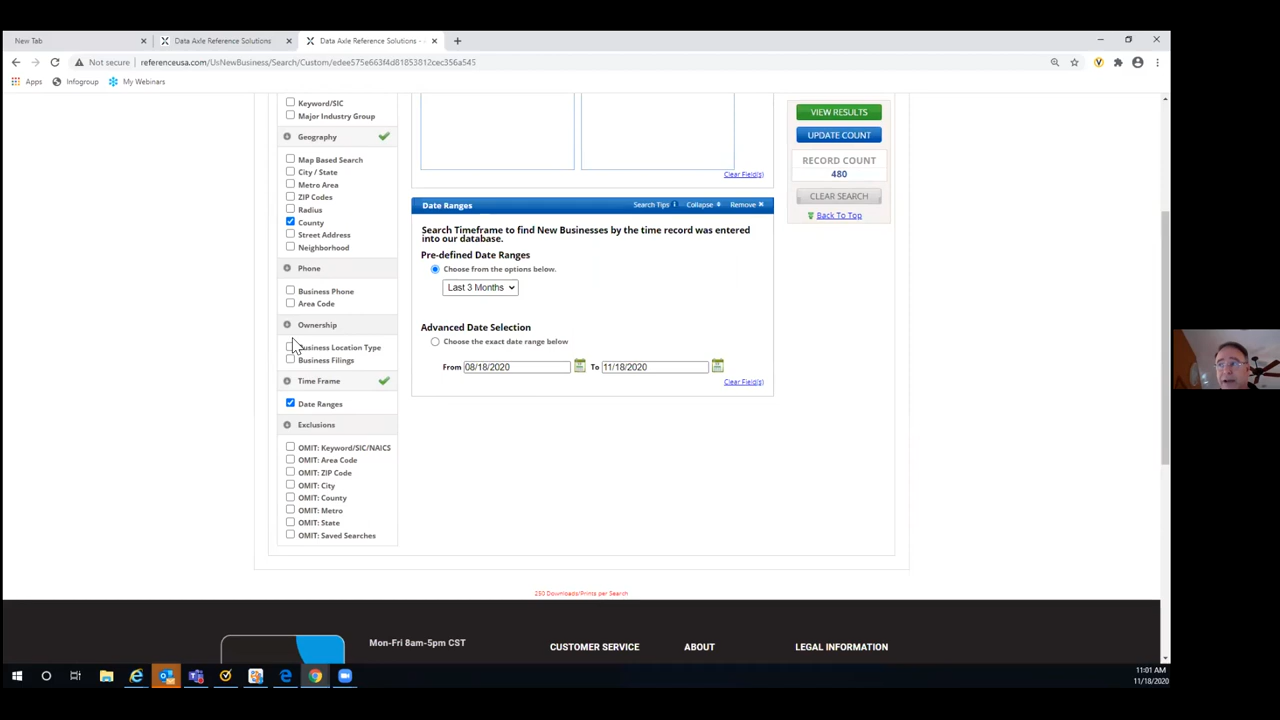 New Tab
Data Axle Reference Solutions
Data Axle Reference Solutions -
Not secure
referenceusa.com/UsNewBusiness/Search/Custom/edee575e663f4d81853812cec356a545
Apps
Infogroup
My Webinars
Keyword/SIC
Major Industry Group
Geography
Map Based Search
City / State
Metro Area
ZIP Codes
Radius
County
Street Address
Neighborhood
Phone
Business Phone
Area Code
Ownership
Business Location Type
Business Filings
Time Frame
Date Ranges
Exclusions
OMIT: Keyword/SIC/NAICS
OMIT: Area Code
OMIT: ZIP Code
OMIT: City
OMIT: County
OMIT: Metro
OMIT: State
OMIT: Saved Searches
Clear Field(s)
Date Ranges
Search Tips
Collapse
Remove
Search Timeframe to find New Businesses by the time record was entered
into our database.
Pre-defined Date Ranges
Choose from the options below.
Last 3 Months
Advanced Date Selection
Choose the exact date range below
From 08/18/2020 To 11/18/2020
Clear Field(s)
VIEW RESULTS
UPDATE COUNT
RECORD COUNT
480
CLEAR SEARCH
Back To Top
250 Downloads/Prints per Search
Mon-Fri 8am-5pm CST
CUSTOMER SERVICE
ABOUT
LEGAL INFORMATION
11:01 AM
11/18/2020